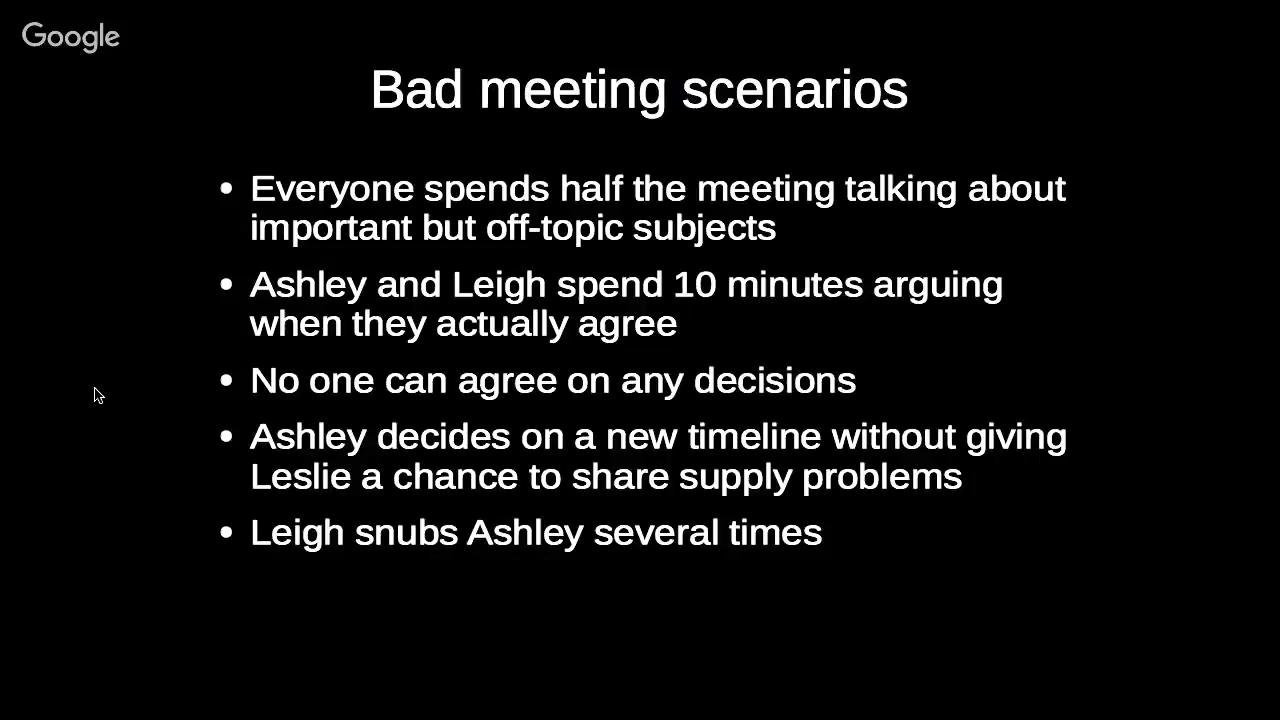 Google
Bad meeting scenarios
• Everyone spends half the meeting talking about
important but off-topic subjects
• Ashley and Leigh spend 10 minutes arguing
when they actually agree
• No one can agree on any decisions
• Ashley decides on a new timeline without giving
Leslie a chance to share supply problems
• Leigh snubs Ashley several times